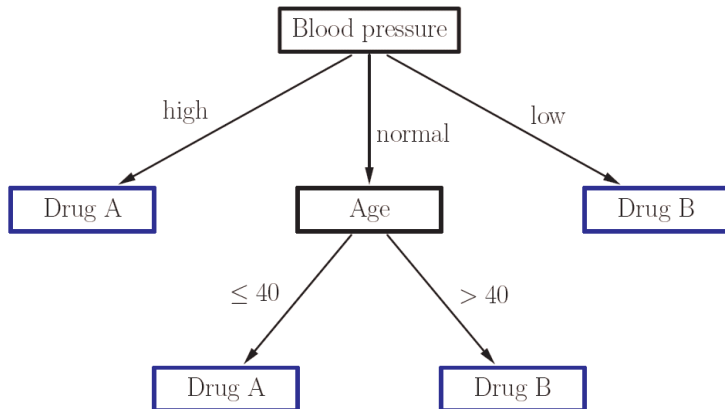 Blood pressure
high
normal
low
Drug A
Age
Drug B
≤ 40
> 40
Drug A
Drug B